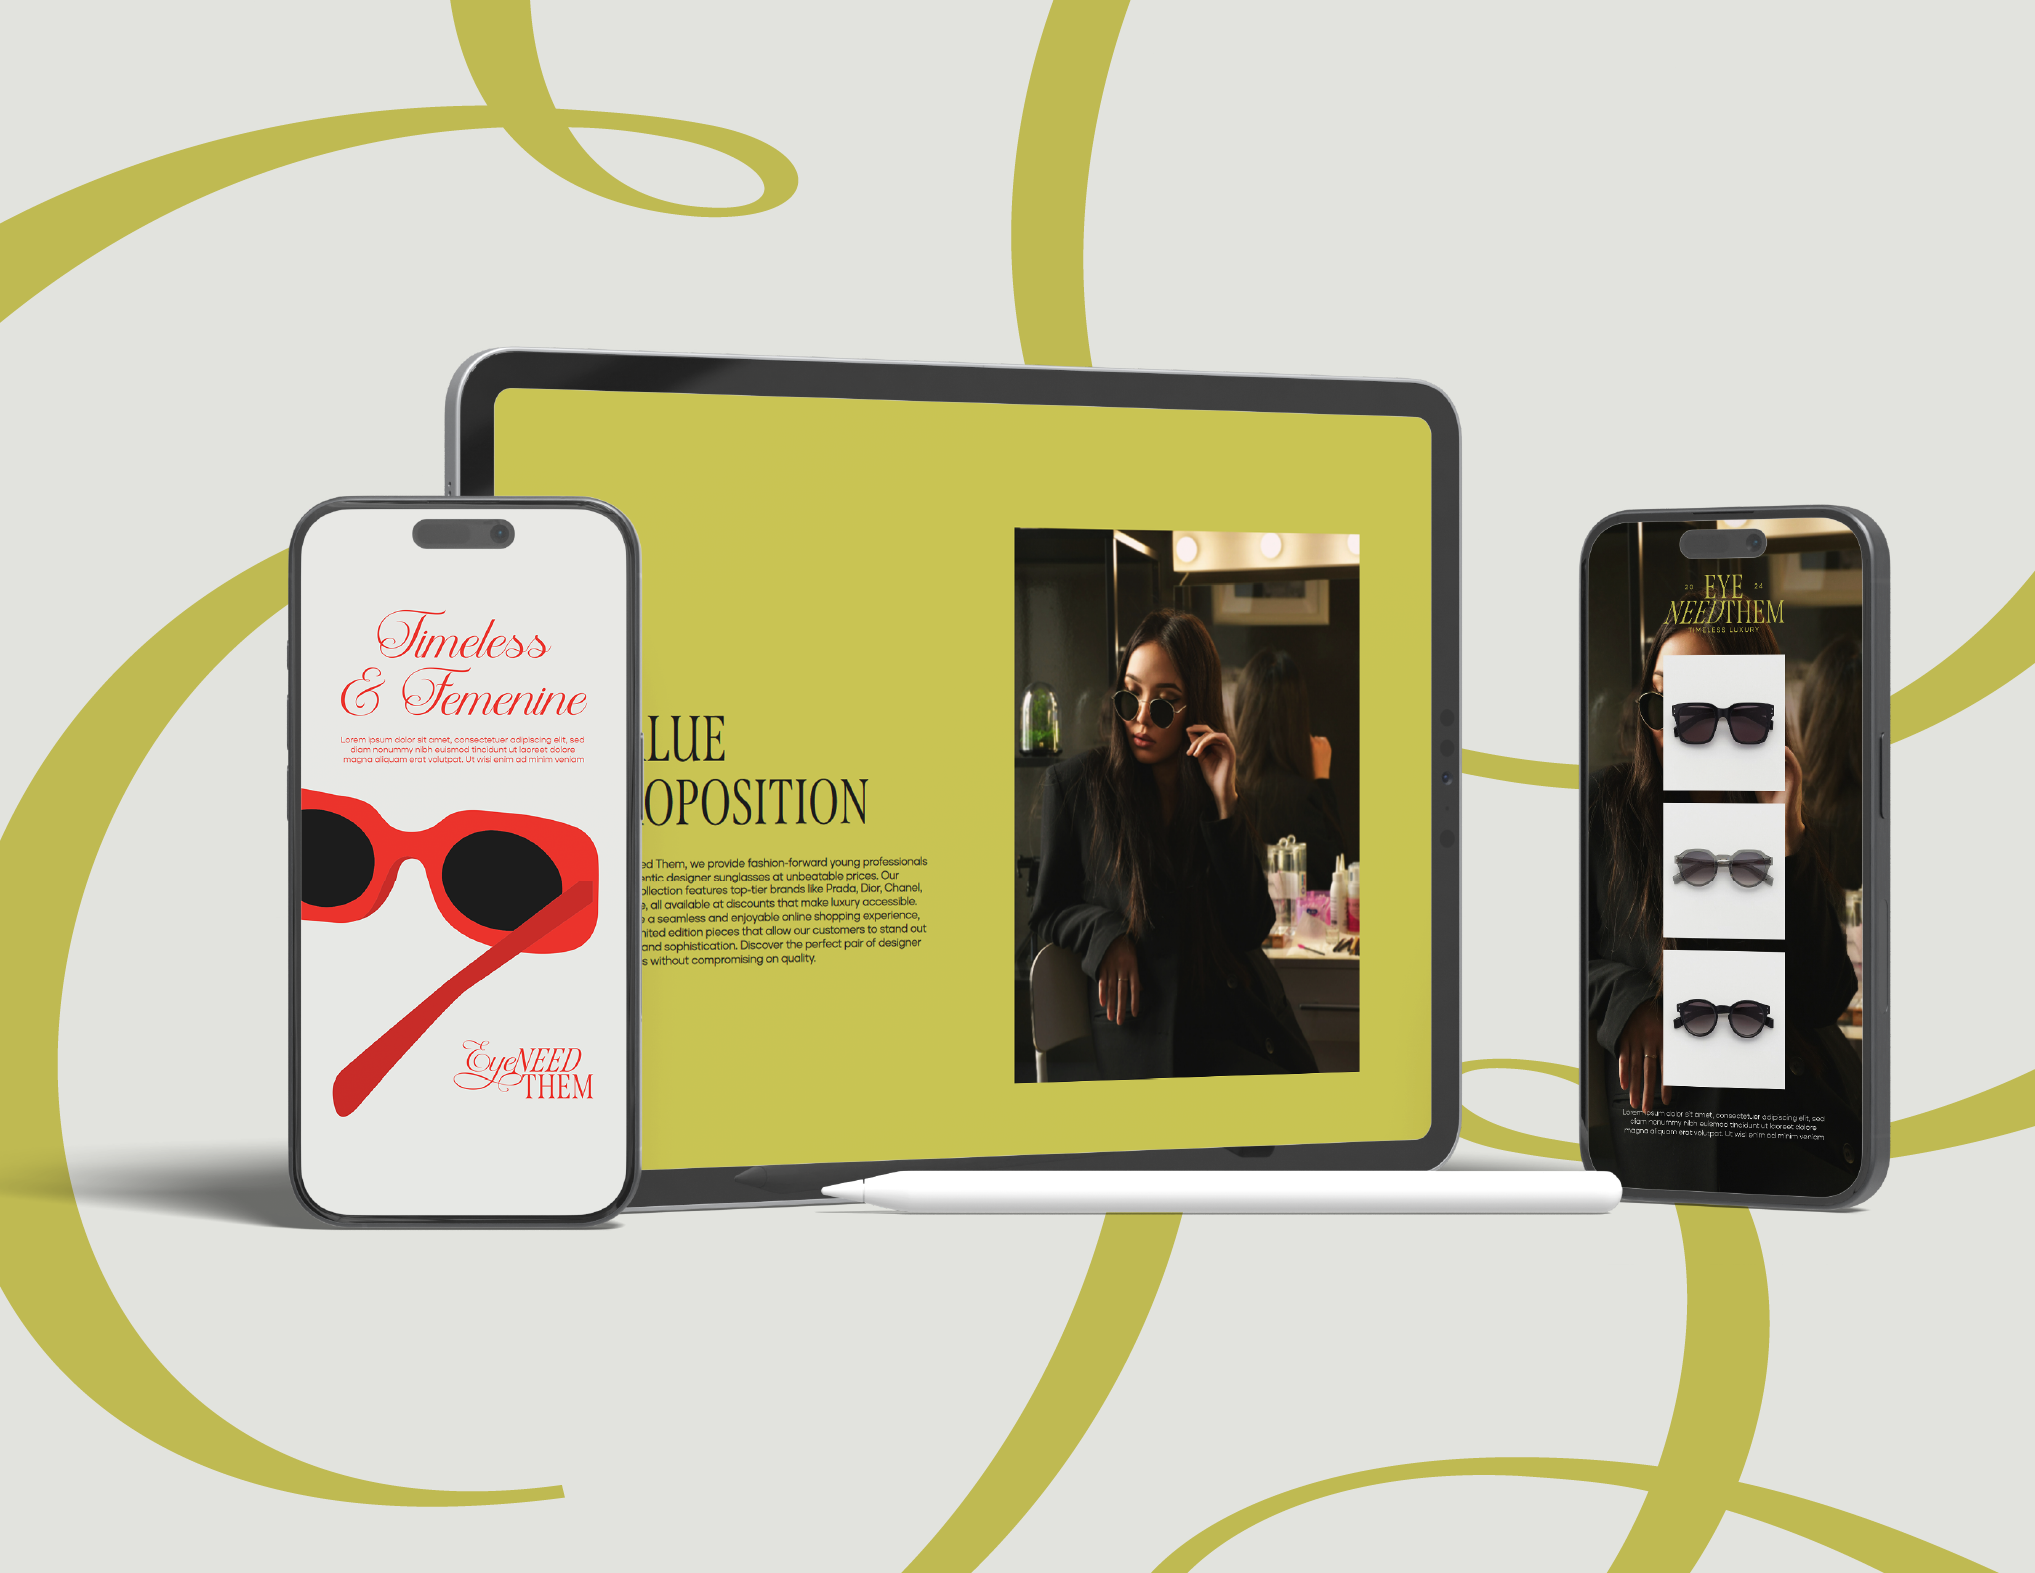 Timeless
& Femenine
Lorem ipsum dolor sit amet, consectetuer adipiscing elit, sed
diam nonummy nibh euismod tincidunt ut laoreet dolore
magna aliquam erat volutpat. Ut wisi enim ad minim veniam
EyeNEED
THEM
LUE
OPOSITION
ed Them, we provide fashion-forward young professionals
entic designer sunglasses at unbeatable prices. Our
ollection features top-tier brands like Prada, Dior, Chanel,
, all available at discounts that make luxury accessible.
a seamless and enjoyable online shopping experience,
ited edition pieces that allow our customers to stand out
and sophistication. Discover the perfect pair of designer
s without compromising on quality.
20 EYE 24
NEEDTHEM
TIMELESS LUXURY
Lorem ipsum dolor sit amet, consectetuer adipiscing elit, sed
diam nonummy nibh euismod tincidunt ut laoreet dolore
magna aliquam erat volutpat. Ut wisi enim ad minim veniam